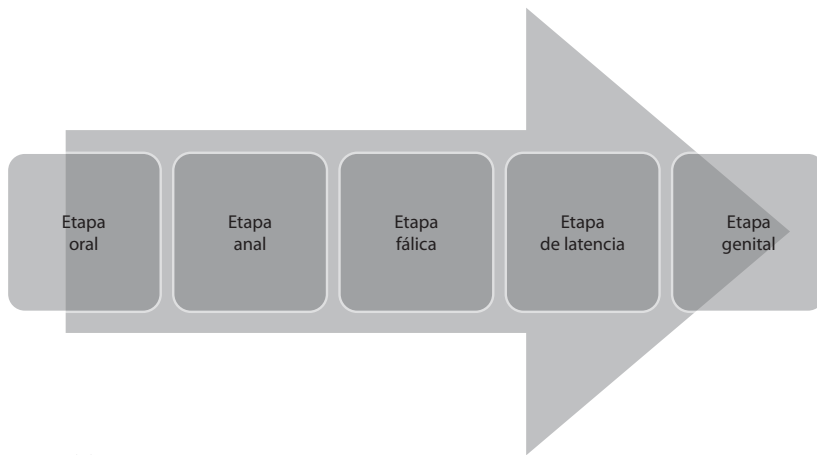 Etapa
oral
Etapa
anal
Etapa
fálica
Etapa
de latencia
Etapa
genital